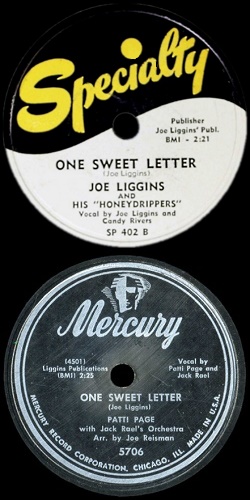 Specialty
Publisher
Joe Liggins' Publ.
BMI - 2:21
ONE SWEET LETTER
(Joe Liggins)
JOE LIGGINS
AND
HIS "HONEYDRIPPERS"
Vocal by Joe Liggins and
Candy Rivers
SP 402 B
Mercury
(4501)
Liggins Publications
(BMI) 2:25
Vocal by
Patti Page and
Jack Rael
ONE SWEET LETTER
(Joe Liggins)
PATTI PAGE
with Jack Rael's Orchestra
Arr. by Joe Reisman
5706
MERCURY RECORD CORPORATION, CHICAGO, ILL. MADE IN U.S.A.